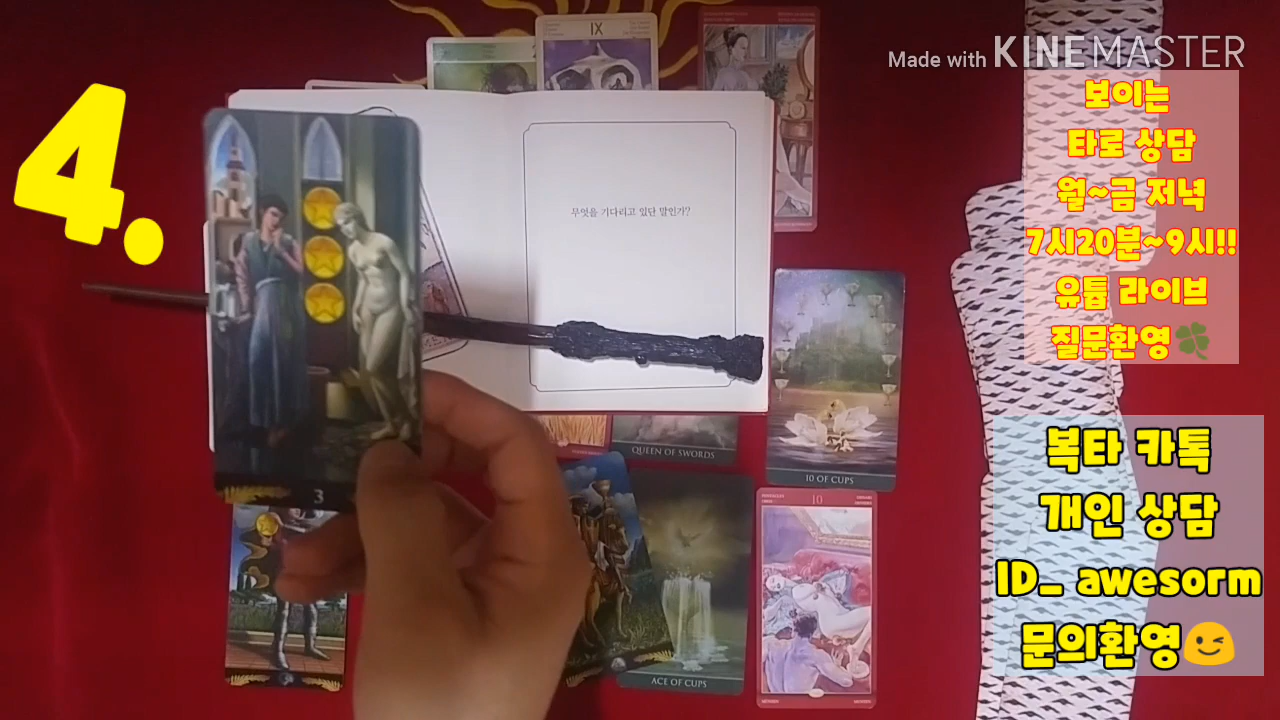 4.
Made with KINEMASTER
보이는
타로 상담
월~금 저녁
7시20분~9시!!
유튭 라이브
질문환영🍀
복타 카톡
개인 상담
ID_ awesorm
문의환영😉
IX
무엇을 기다리고 있단 말인가?
3
QUEEN OF SWORDS
10 OF CUPS
10
ACE OF CUPS